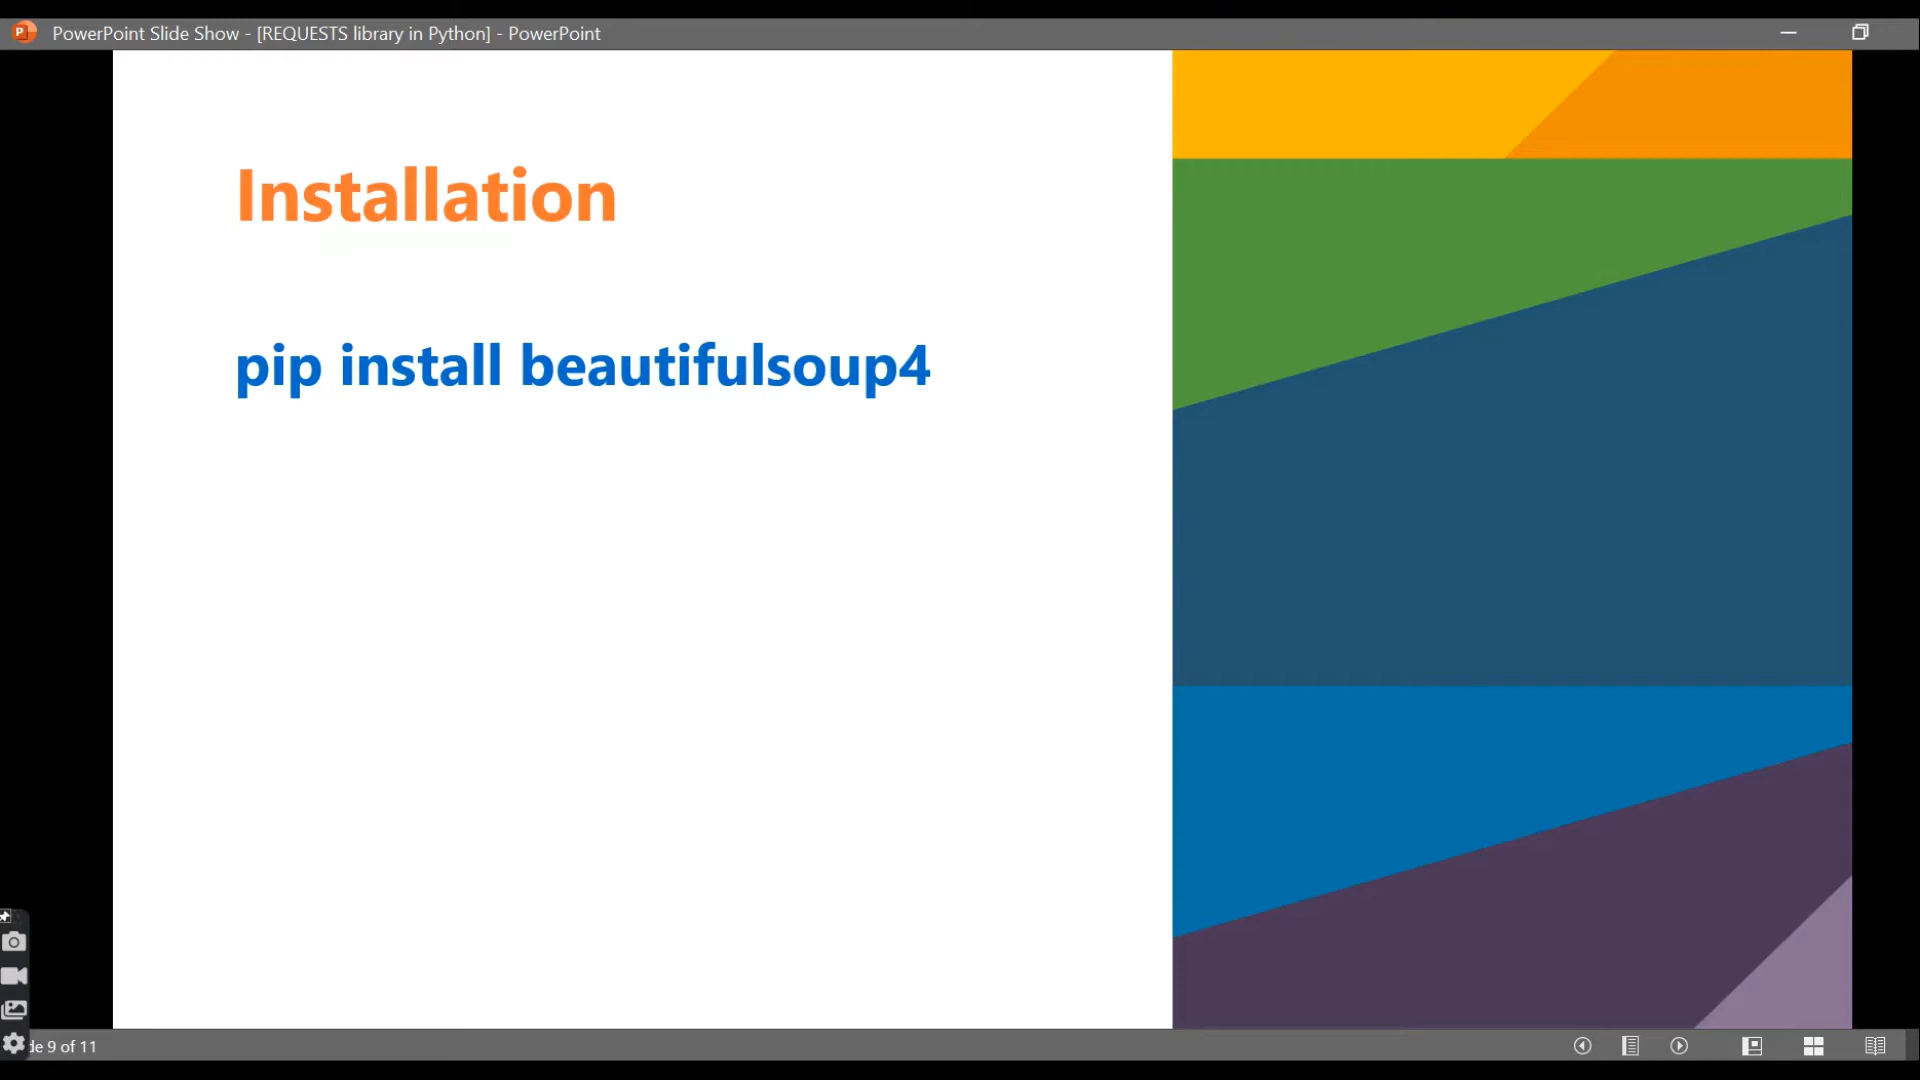 PowerPoint Slide Show - [REQUESTS library in Python] - PowerPoint
Installation
pip install beautifulsoup4
de 9 of 11